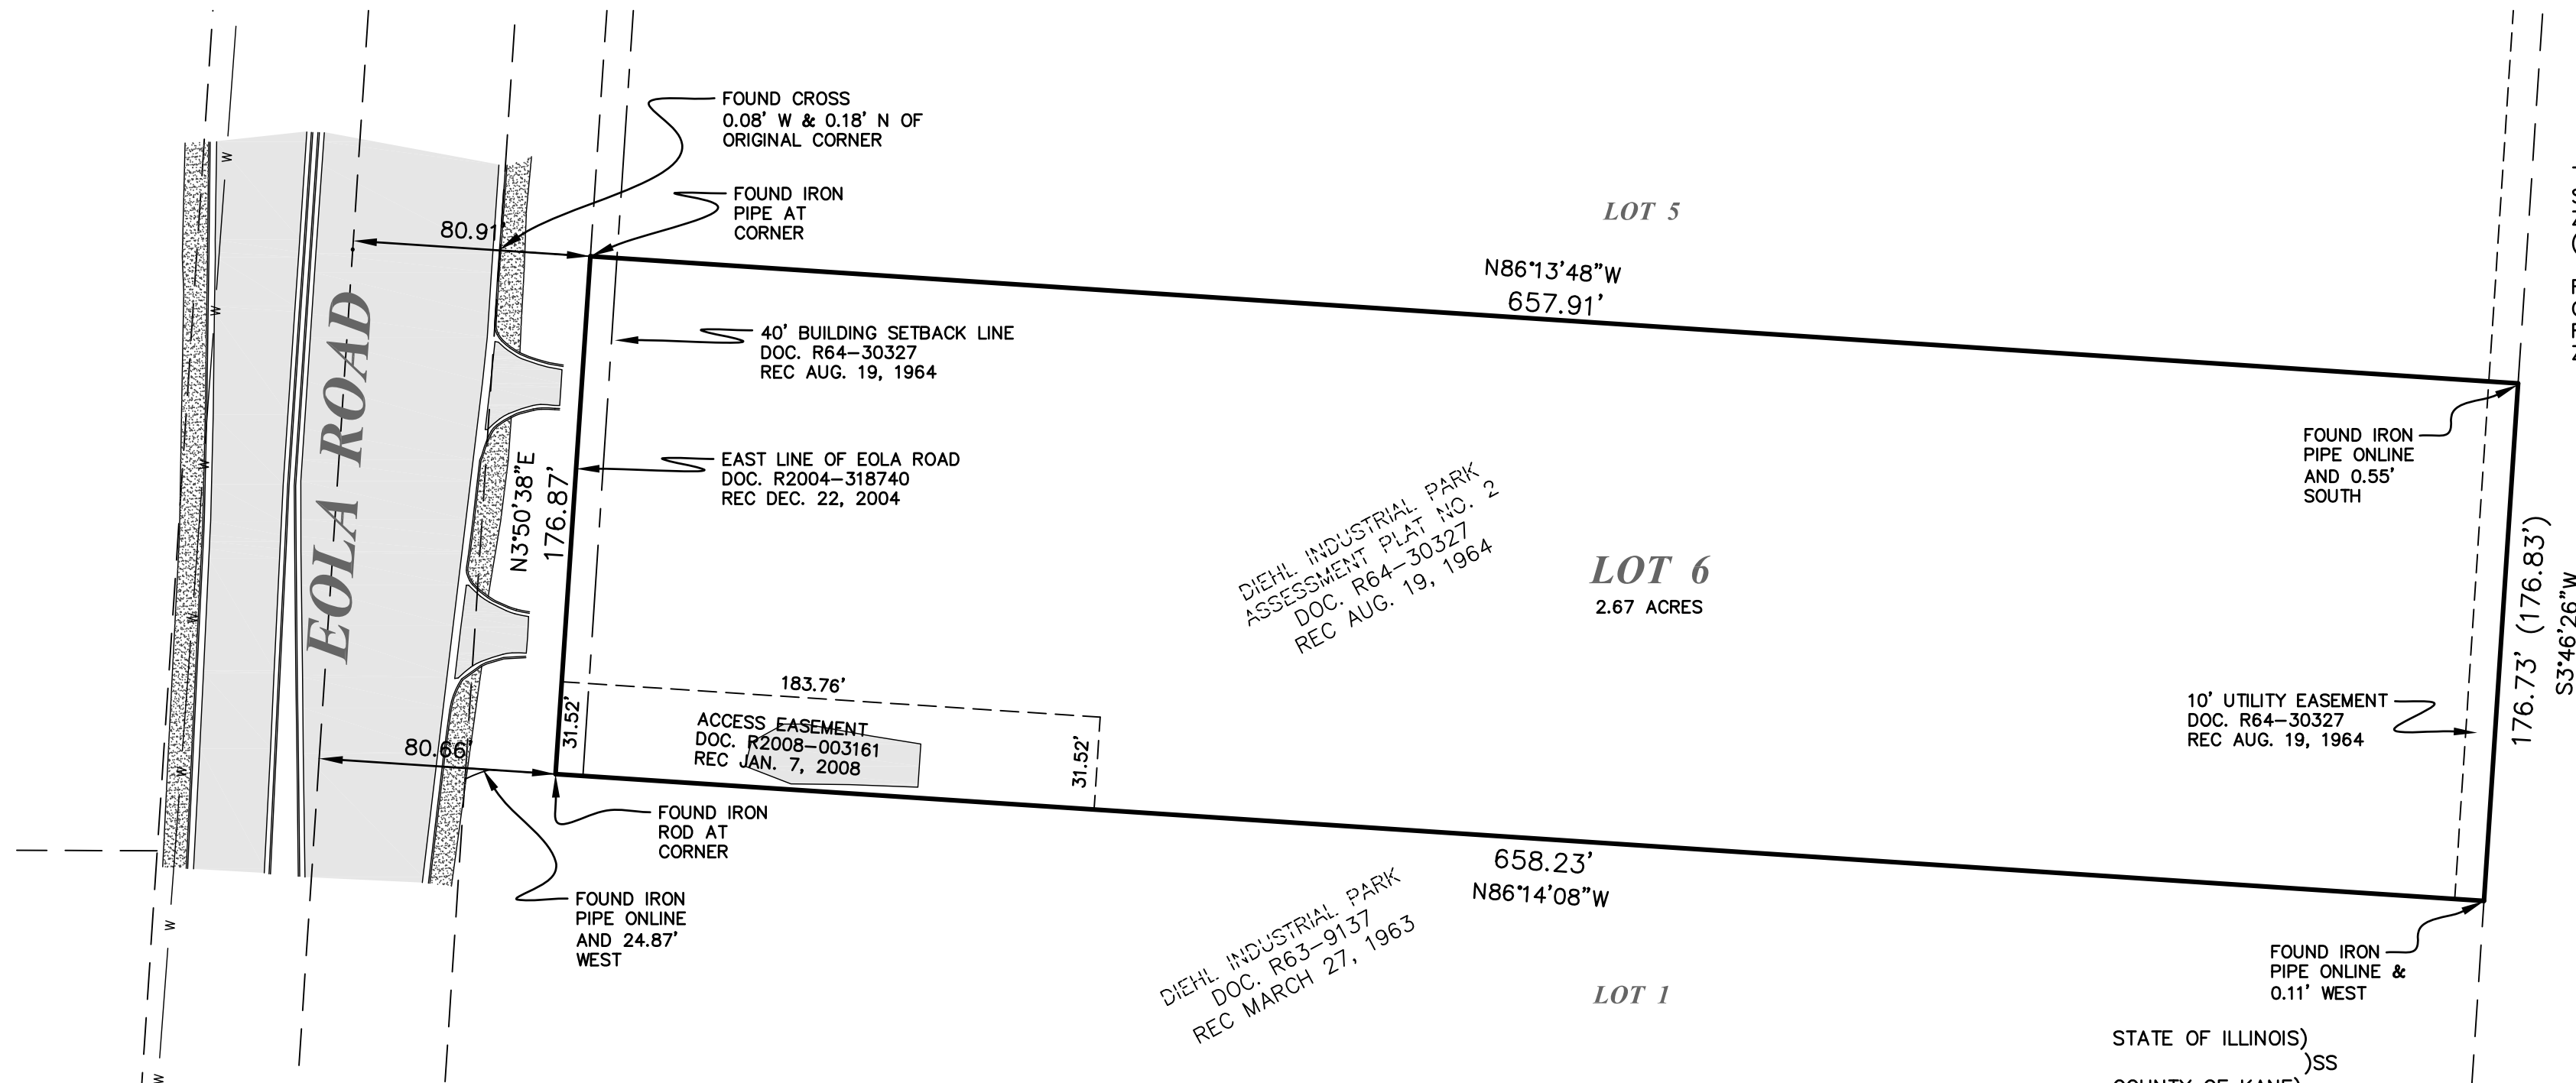 FOUND CROSS
0.08' W & 0.18' N OF
ORIGINAL CORNER
FOUND IRON
PIPE AT
CORNER
80.91'
LOT 5
N86°13'48"W
657.91'
40' BUILDING SETBACK LINE
DOC. R64-30327
REC AUG. 19, 1964
EOLA ROAD
EAST LINE OF EOLA ROAD
DOC. R2004-318740
REC DEC. 22, 2004
N3°50'38"E
176.87'
FOUND IRON
PIPE ONLINE
AND 0.55'
SOUTH
DIEHL INDUSTRIAL PARK
ASSESSMENT PLAT NO. 2
DOC. R64-30327
REC AUG. 19, 1964
LOT 6
2.67 ACRES
176.73' (176.83')
S3°46'26"W
10' UTILITY EASEMENT
DOC. R64-30327
REC AUG. 19, 1964
183.76'
31.52'
ACCESS EASEMENT
DOC. R2008-003161
REC JAN. 7, 2008
31.52'
80.66'
FOUND IRON
ROD AT
CORNER
FOUND IRON
PIPE ONLINE
AND 24.87'
WEST
658.23'
N86°14'08"W
DIEHL INDUSTRIAL PARK
DOC. R63-9137
REC MARCH 27, 1963
LOT 1
FOUND IRON
PIPE ONLINE &
0.11' WEST
STATE OF ILLINOIS)
)SS
COUNTY OF KANE)
W
W
W
W
W
W
W